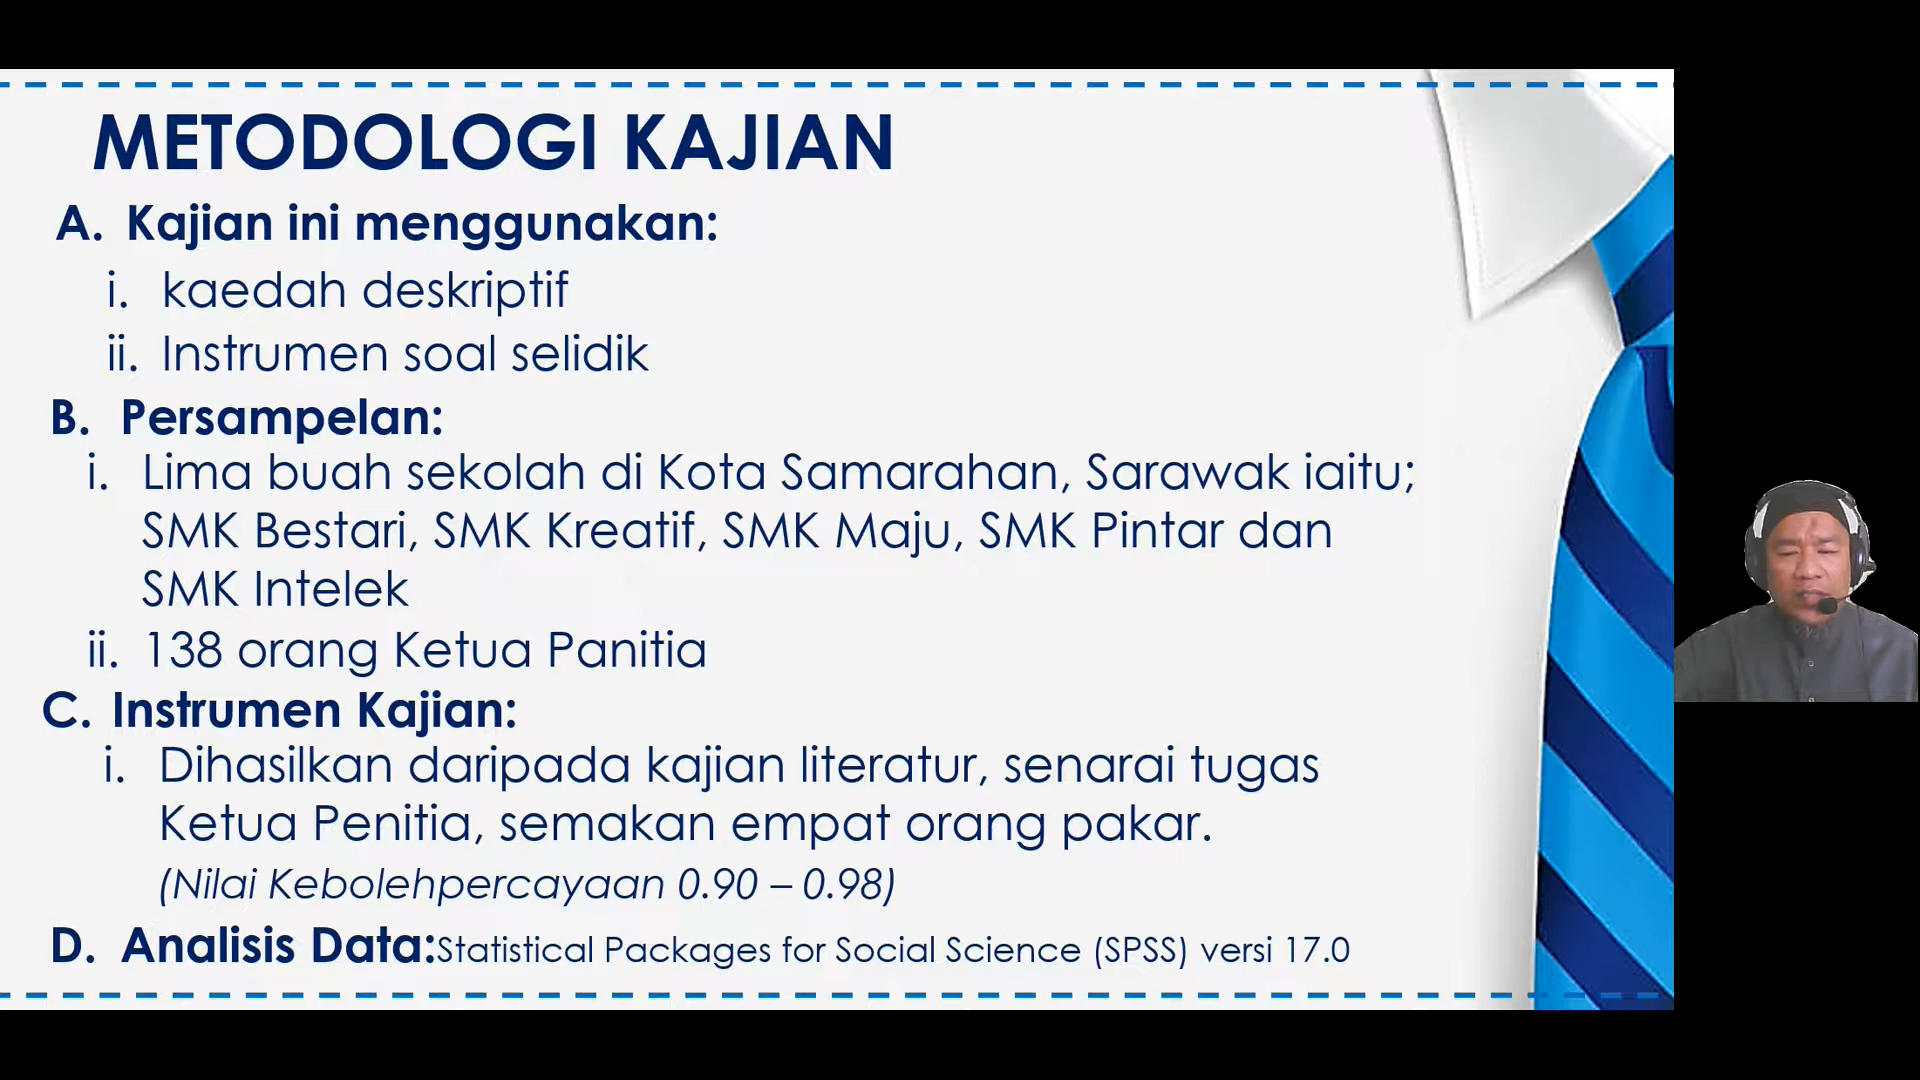 METODOLOGI KAJIAN
A. Kajian ini menggunakan:
i. kaedah deskriptif
ii. Instrumen soal selidik
B. Persampelan:
i. Lima buah sekolah di Kota Samarahan, Sarawak iaitu;
SMK Bestari, SMK Kreatif, SMK Maju, SMK Pintar dan
SMK Intelek
ii. 138 orang Ketua Panitia
C. Instrumen Kajian:
i. Dihasilkan daripada kajian literatur, senarai tugas
Ketua Penitia, semakan empat orang pakar.
(Nilai Kebolehpercayaan 0.90 – 0.98)
D. Analisis Data:Statistical Packages for Social Science (SPSS) versi 17.0